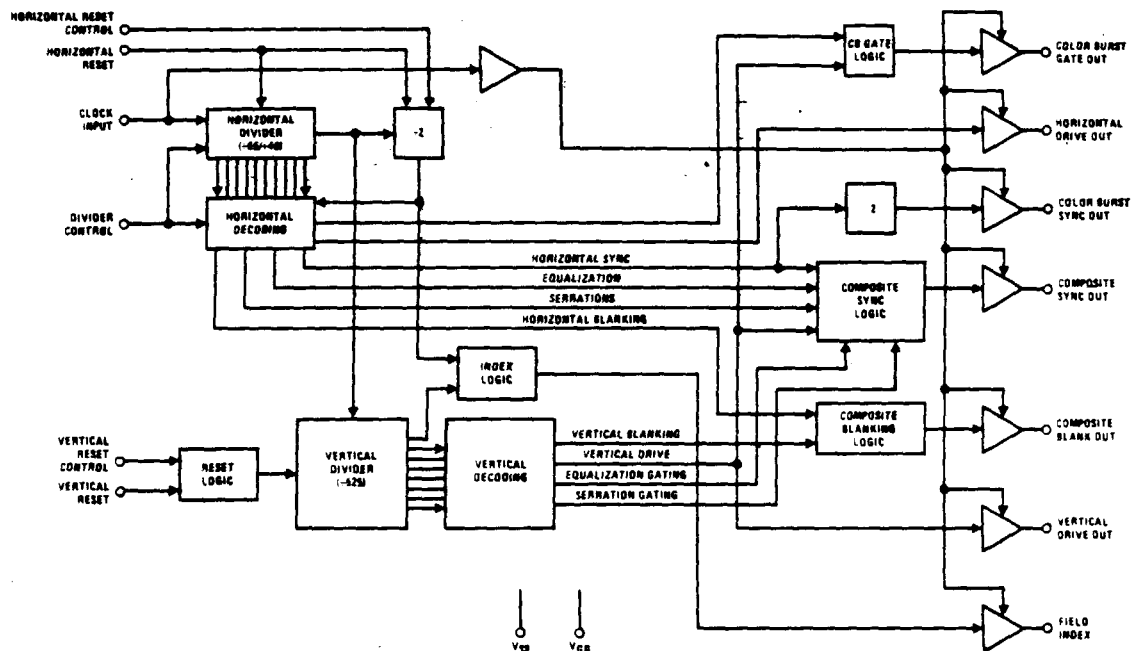 HORIZONTAL RESET
CONTROL
HORIZONTAL
RESET
CLOCK
INPUT
DIVIDER
CONTROL
HORIZONTAL
DIVIDER
-2
HORIZONTAL
DECODING
CB GATE
LOGIC
2
COLOR BURST
GATE OUT
HORIZONTAL
DRIVE OUT
COLOR BURST
SYNC OUT
COMPOSITE
SYNC OUT
HORIZONTAL SYNC
EQUALIZATION
SERRATIONS
HORIZONTAL BLANKING
COMPOSITE
SYNC
LOGIC
INDEX
LOGIC
COMPOSITE
BLANKING
LOGIC
COMPOSITE
BLANK OUT
VERTICAL
RESET
CONTROL
VERTICAL
RESET
RESET
LOGIC
VERTICAL
DIVIDER
(-525)
VERTICAL
DECODING
VERTICAL BLANKING
VERTICAL DRIVE
EQUALIZATION GATING
SERRATION GATING
VERTICAL
DRIVE OUT
FIELD
INDEX